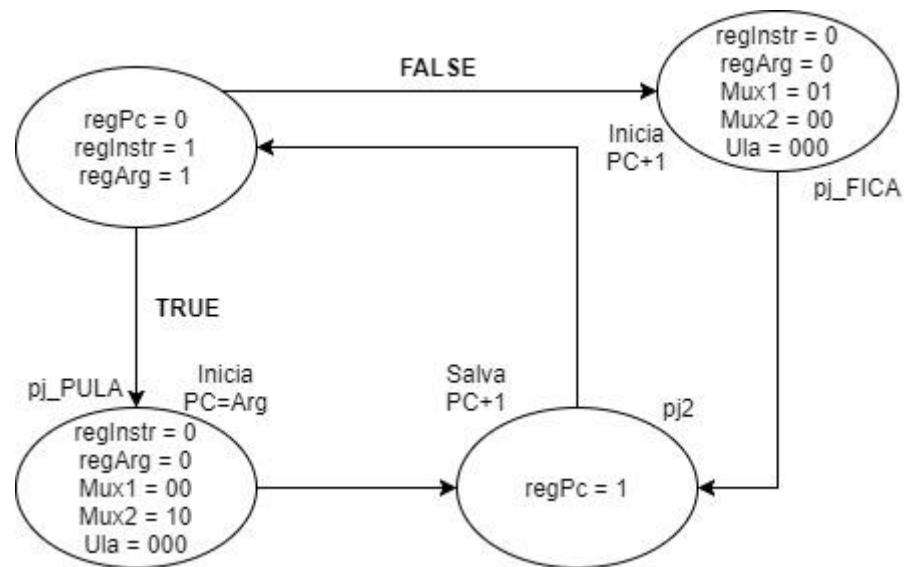 regPc = 0
regInstr = 1
regArg = 1
FALSE
regInstr = 0
regArg = 0
Mux1 = 01
Mux2 = 00
Ula = 000
Inicia
PC+1
pj_FICA
TRUE
pj_PULA
Inicia
PC=Arg
regInstr = 0
regArg = 0
Mux1 = 00
Mux2 = 10
Ula = 000
Salva
PC+1
pj2
regPc = 1